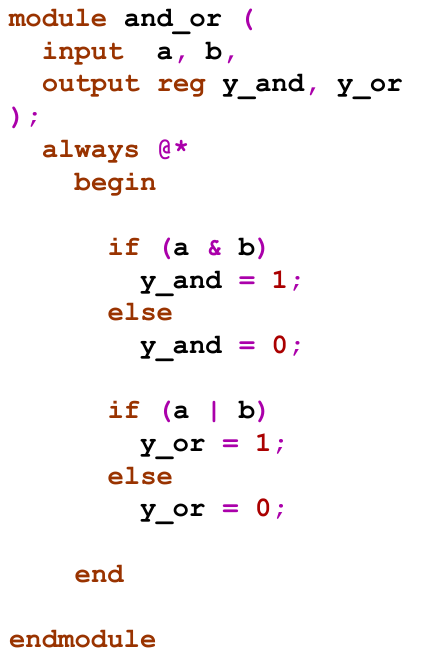 module and_or (
  input  a, b,
  output reg y_and, y_or
);
  always @*
    begin

      if (a & b)
        y_and = 1;
      else
        y_and = 0;

      if (a | b)
        y_or = 1;
      else
        y_or = 0;

    end

endmodule